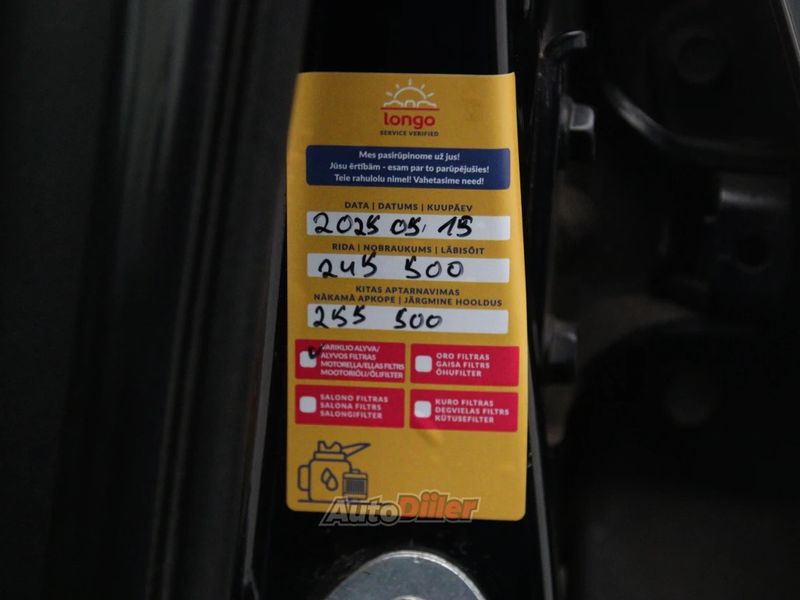 longo
SERVICE VERIFIED
Mes pasirūpinome už jus!
Jūsu ērtībām - esam par to parūpējušies!
Teie rahulolu nimel! Vahetasime need!
DATA | DATUMS | KUUPÄEV
2025 05. 15
RIDA | NOBRAUKUMS | LÄBISÕIT
245 500
KITAS APTARNAVIMAS
NĀKAMĀ APKOPE | JÄRGMINE HOOLDUS
255 500
VARIKLIO ALYVA/
ALYVOS FILTRAS
MOTOREĻĻA/EĻĻAS FILTRS
MOOTORIÕLI/ÕLIFILTER
ORO FILTRAS
GAISA FILTRS
ÕHUFILTER
SALONO FILTRAS
SALONA FILTRS
SALONGIFILTER
KURO FILTRAS
DEGVIELAS FILTRS
KÜTUSEFILTER
AutoDiiler